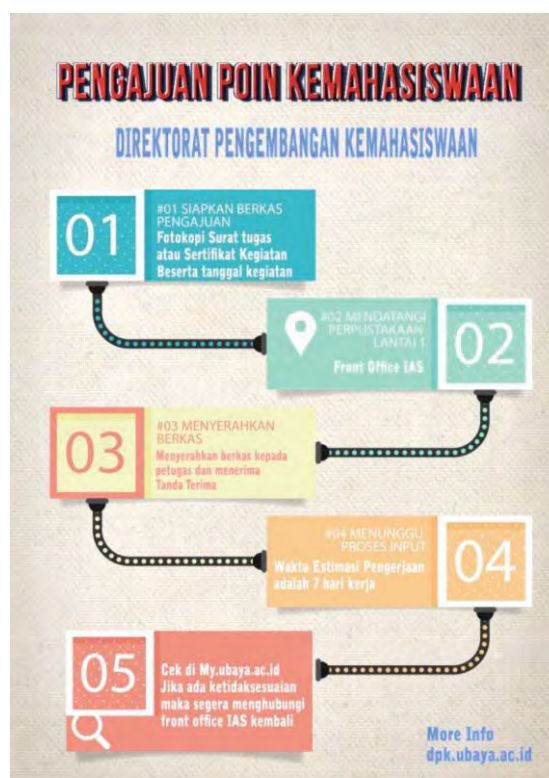 PENGAJUAN POIN KEMAHASISWAAN
DIREKTORAT PENGEMBANGAN KEMAHASISWAAN
01
#01 SIAPKAN BERKAS
PENGAJUAN
Fotokopi Surat tugas
atau Sertifikat Kegiatan
Beserta tanggal kegiatan
#02 MENDATANGI
PERPUSTAKAAN
LANTAI 1
Front Office IAS
02
03
#03 MENYERAHKAN
BERKAS
Menyerahkan berkas kepada
petugas dan menerima
Tanda Terima
#04 MENUNGGU
PROSES INPUT
Waktu Estimasi Pengerjaan
adalah 7 hari kerja
04
05
Cek di My.ubaya.ac.id
Jika ada ketidaksesuaian
maka segera menghubungi
front office IAS kembali
More Info
dpk.ubaya.ac.id